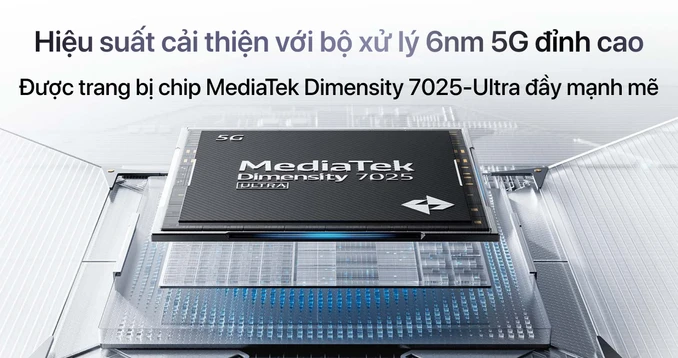 Hiệu suất cải thiện với bộ xử lý 6nm 5G đỉnh cao
Được trang bị chip MediaTek Dimensity 7025-Ultra đầy mạnh mẽ
5G
MediaTek
Dimensity 7025
ULTRA